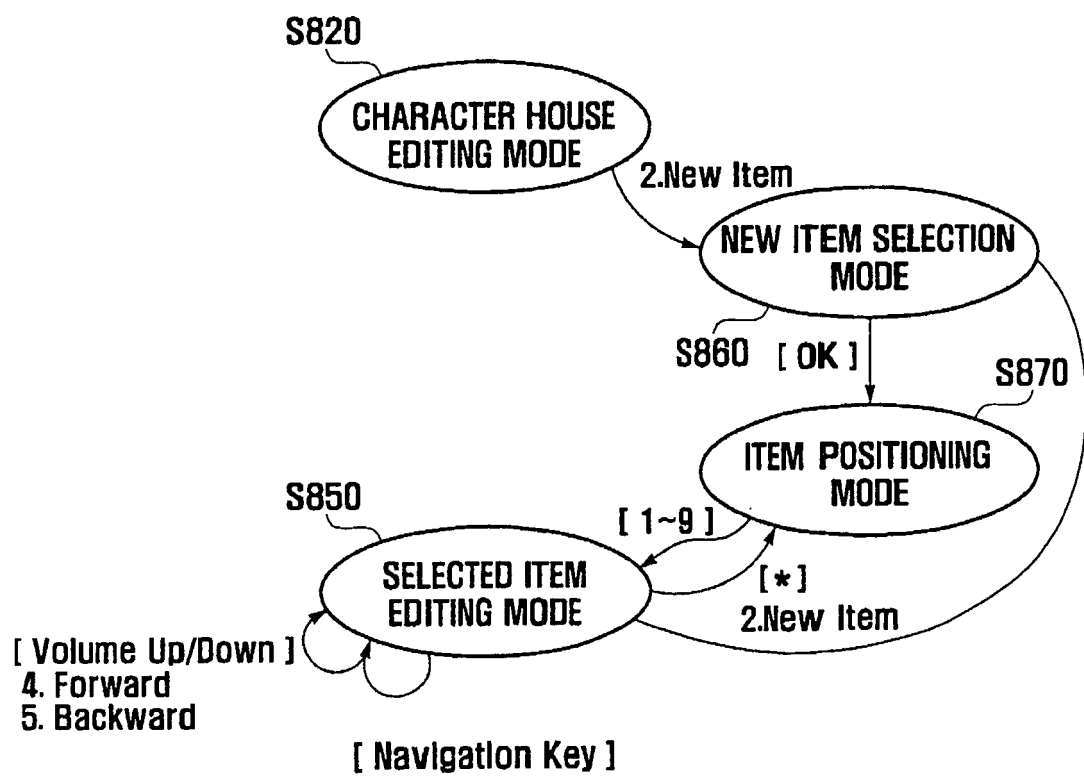 S820
CHARACTER HOUSE
EDITING MODE
2.New Item
NEW ITEM SELECTION
MODE
S860
[ OK ]
S870
ITEM POSITIONING
MODE
S850
[ 1~9 ]
SELECTED ITEM
EDITING MODE
[ * ]
2.New Item
[ Volume Up/Down ]
4. Forward
5. Backward
[ Navigation Key ]